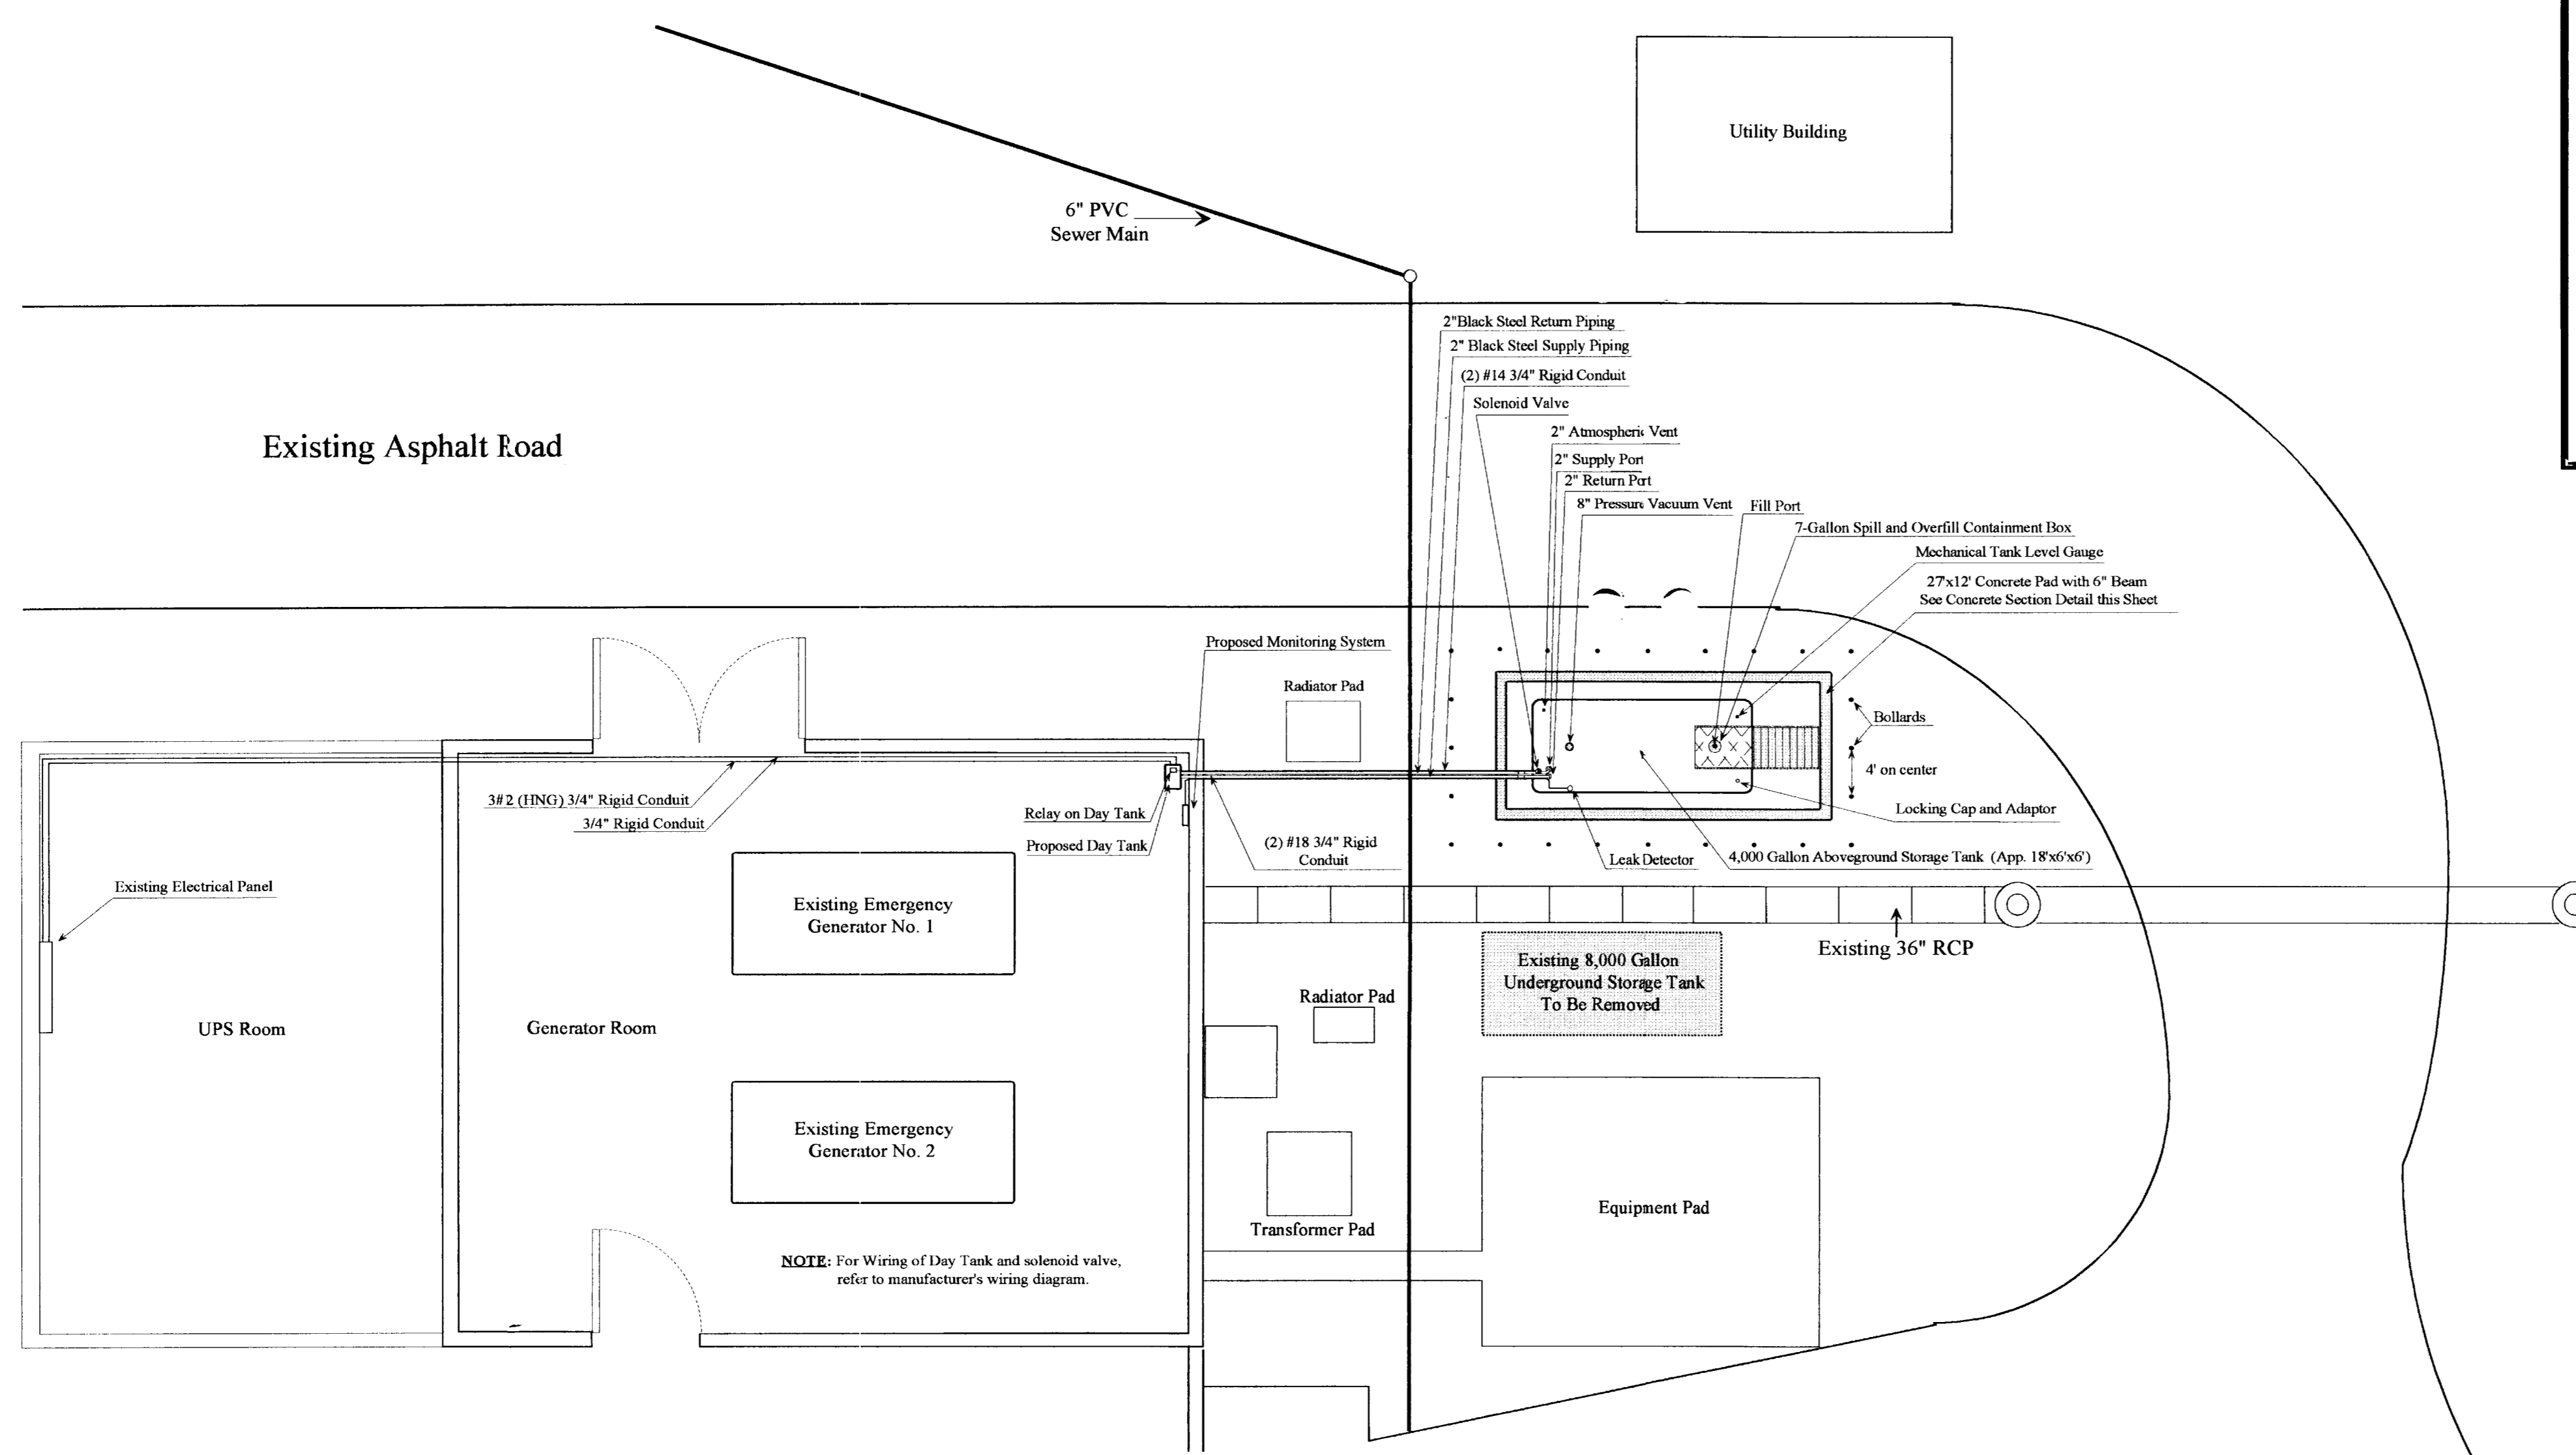 Utility Building
6" PVC
Sewer Main
2"Black Steel Return Piping
2" Black Steel Supply Piping
(2) #14 3/4" Rigid Conduit
Solenoid Valve
Existing Asphalt Road
2" Atmospheric Vent
2" Supply Port
2" Return Port
8" Pressure Vacuum Vent
Fill Port
7-Gallon Spill and Overfill Containment Box
Mechanical Tank Level Gauge
27'x12' Concrete Pad with 6" Beam
See Concrete Section Detail this Sheet
Proposed Monitoring System
Radiator Pad
Bollards
4' on center
3#2 (HNG) 3/4" Rigid Conduit
3/4" Rigid Conduit
Relay on Day Tank
Proposed Day Tank
(2) #18 3/4" Rigid
Conduit
Locking Cap and Adaptor
Leak Detector
4,000 Gallon Aboveground Storage Tank (App. 18'x6'x6')
Existing Electrical Panel
Existing Emergency
Generator No. 1
Existing 36" RCP
Existing 8,000 Gallon
Underground Storage Tank
To Be Removed
Radiator Pad
UPS Room
Generator Room
Existing Emergency
Generator No. 2
Equipment Pad
Transformer Pad
NOTE: For Wiring of Day Tank and solenoid valve,
refer to manufacturer's wiring diagram.